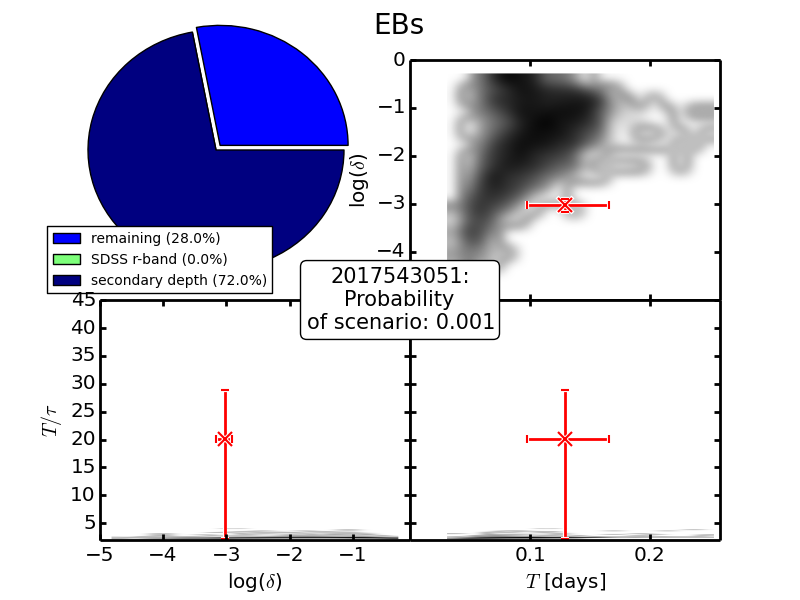 EBs
0
−1
−2
−3
−4
log(δ)
remaining (28.0%)
SDSS r-band (0.0%)
secondary depth (72.0%)
2017543051:
Probability
of scenario: 0.001
45
40
35
30
25
20
15
10
5
T/τ
−5 −4 −3 −2 −1
log(δ)
0.1 0.2
T [days]